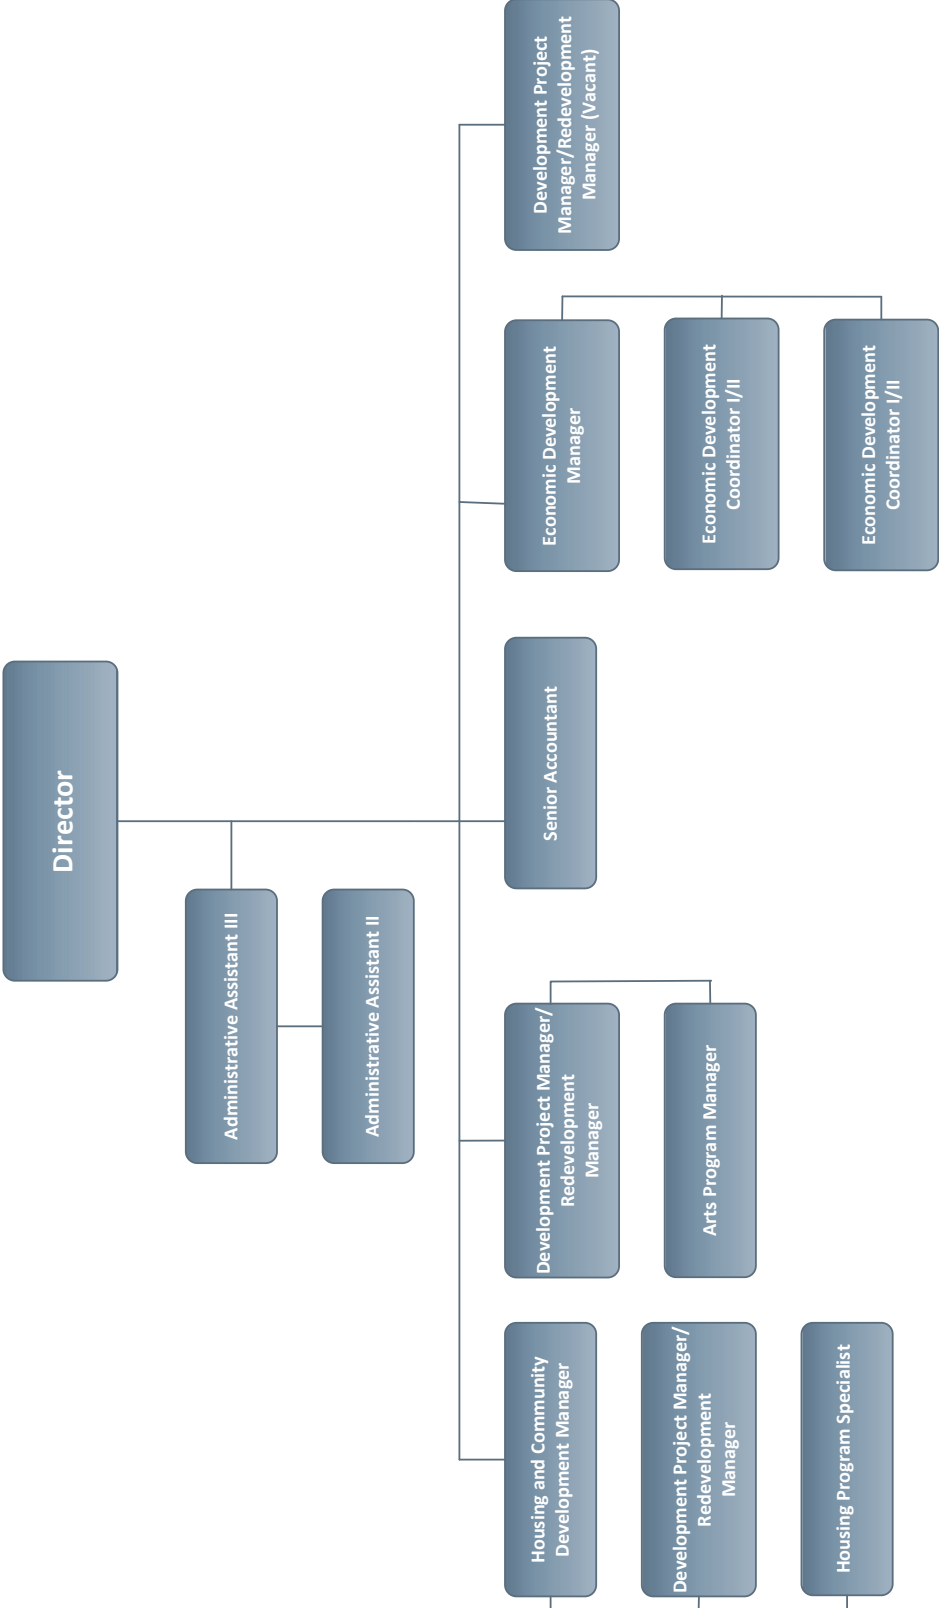 Director
Administrative Assistant III
Administrative Assistant II
Housing and Community
Development Manager
Development Project Manager/
Redevelopment
Manager
Housing Program Specialist
Development Project Manager/
Redevelopment
Manager
Arts Program Manager
Senior Accountant
Economic Development
Manager
Economic Development
Coordinator I/II
Economic Development
Coordinator I/II
Development Project
Manager/Redevelopment
Manager (Vacant)